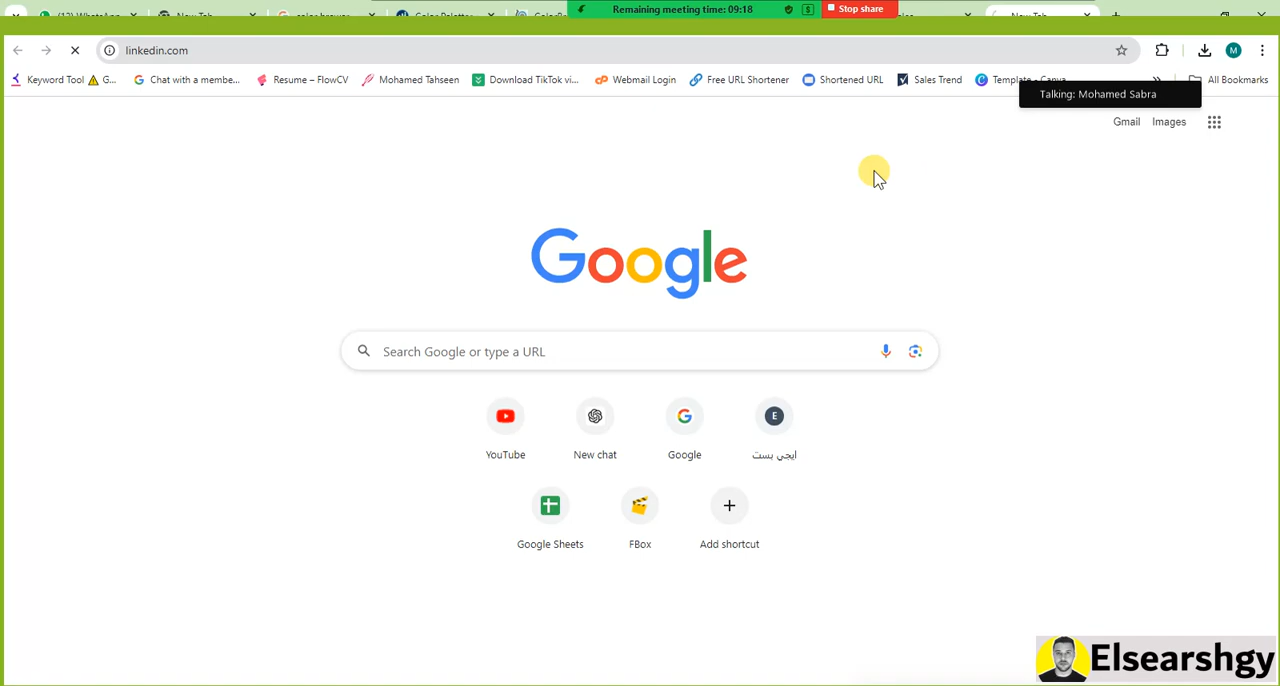 Remaining meeting time: 09:18
Stop share
New Tab
linkedin.com
M
Keyword Tool
G...
Chat with a membe...
Resume – FlowCV
Mohamed Tahseen
Download TikTok vi...
Webmail Login
Free URL Shortener
Shortened URL
Sales Trend
Template - Canva
All Bookmarks
Talking: Mohamed Sabra
Gmail
Images
Google
Search Google or type a URL
E
YouTube
New chat
Google
ايجي بست
Google Sheets
FBox
Add shortcut
Elsearshgy